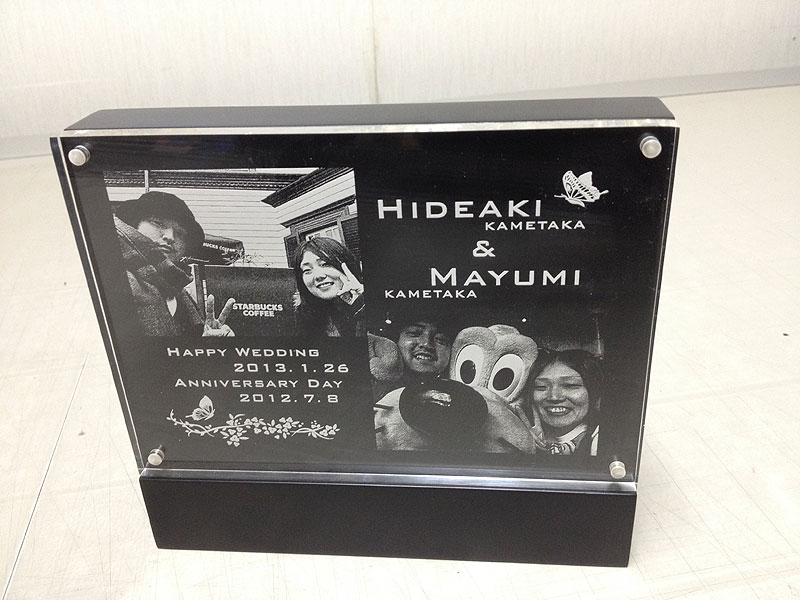 HIDEAKI
KAMETAKA
&
MAYUMI
KAMETAKA
STARBUCKS
COFFEE
HAPPY WEDDING
2013. 1. 26
ANNIVERSARY DAY
2012. 7. 8